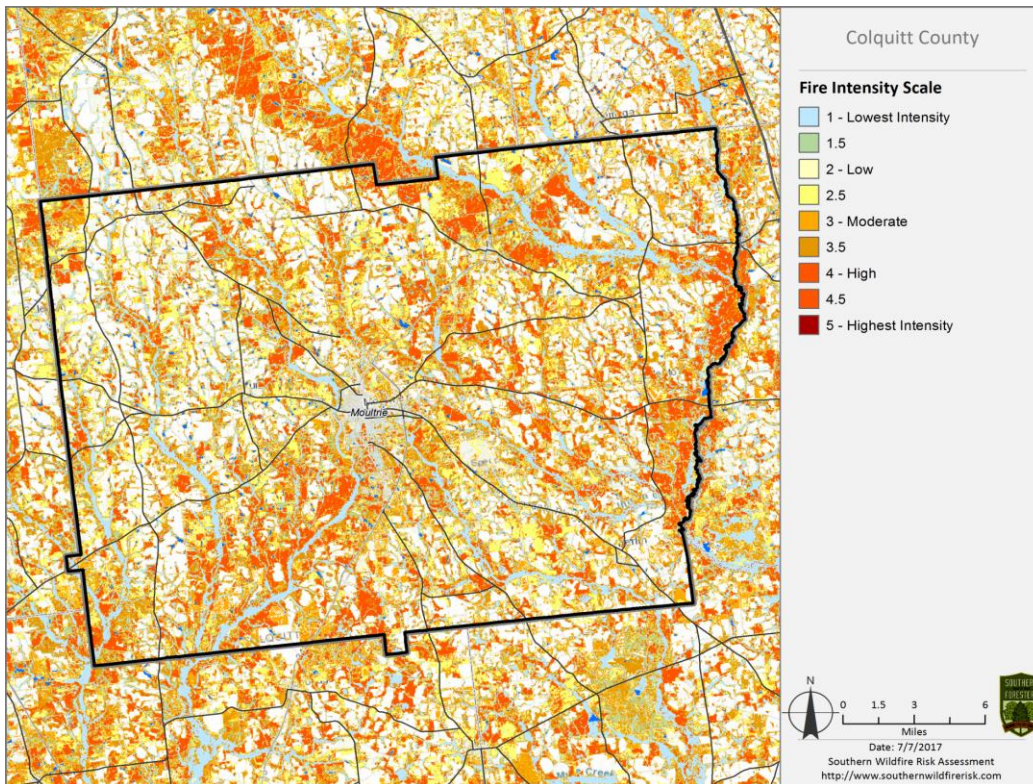 Colquitt County
Fire Intensity Scale
1 - Lowest Intensity
1.5
2 - Low
2.5
3 - Moderate
3.5
4 - High
4.5
5 - Highest Intensity
Moultrie
N
0 1.5 3 6
Miles
Date: 7/7/2017
Southern Wildfire Risk Assessment
http://www.southernwildfirerisk.com
SOUTHERN